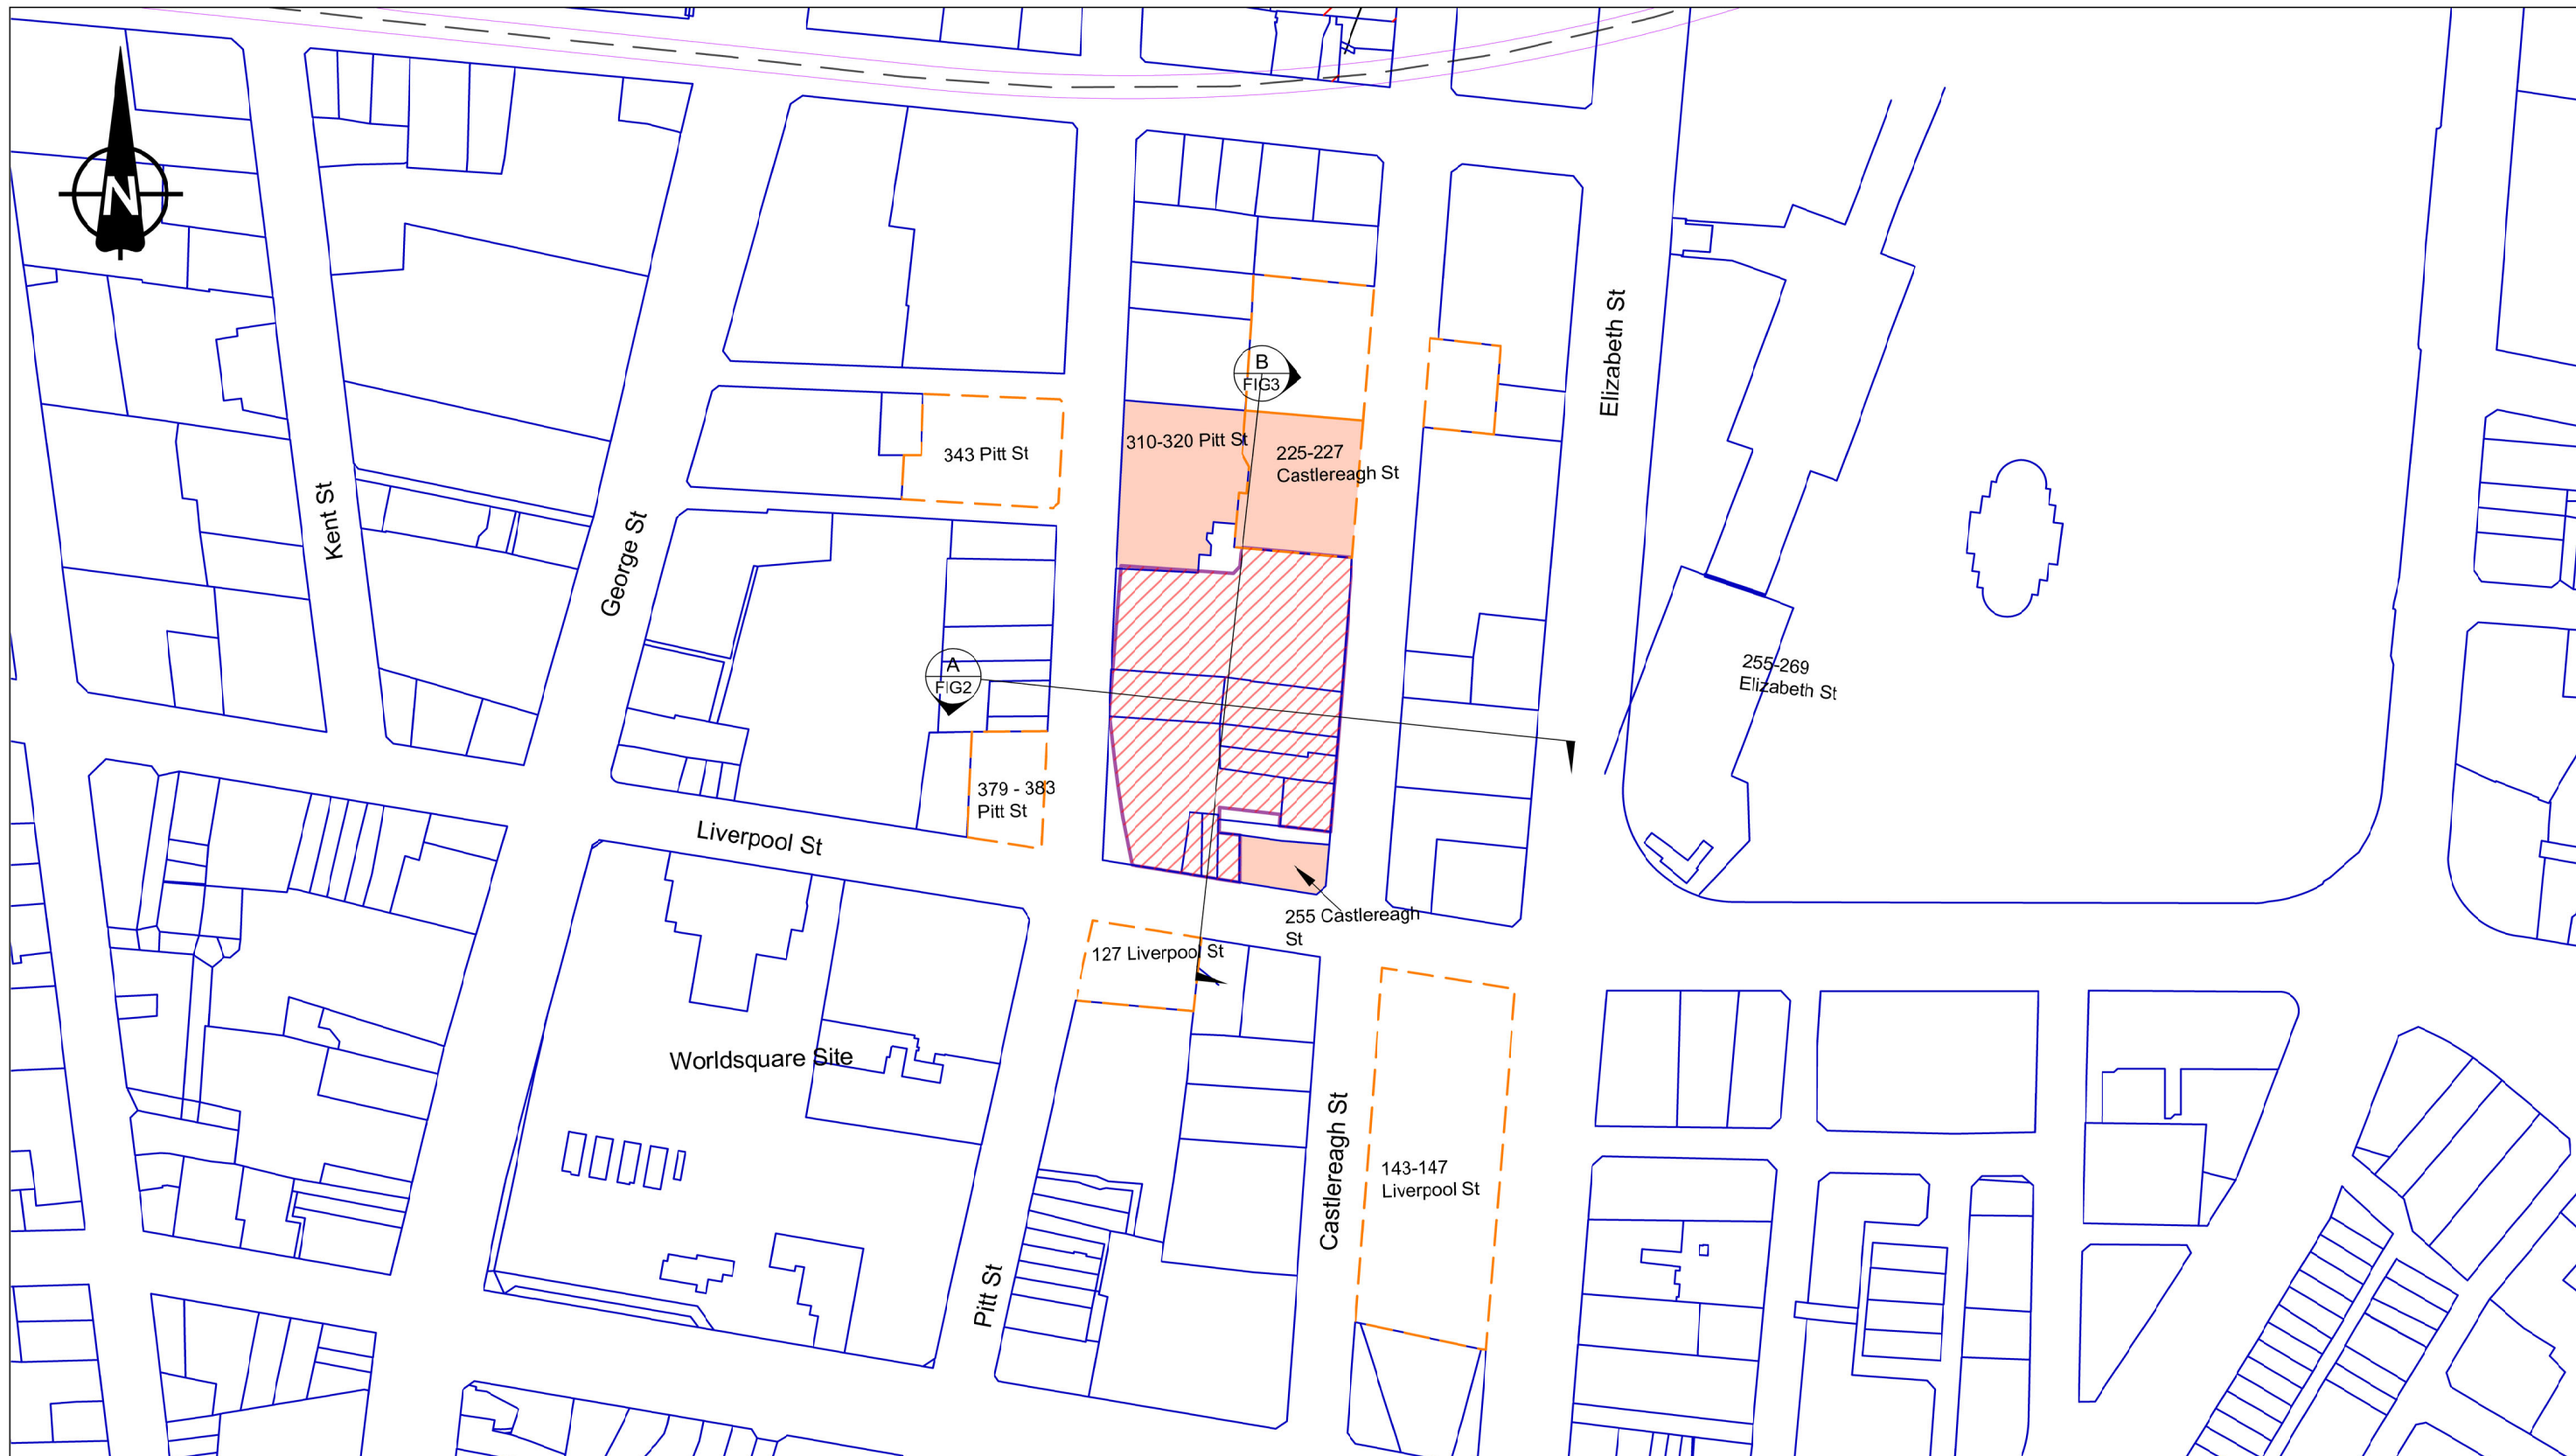 N
Elizabeth St
B
FIG3
310-320 Pitt St
225-227
Castlereagh St
343 Pitt St
Kent St
George St
A
FIG2
255-269
Elizabeth St
379 - 383
Pitt St
Liverpool St
255 Castlereagh
St
127 Liverpool St
Worldsquare Site
Castlereagh St
143-147
Liverpool St
Pitt St